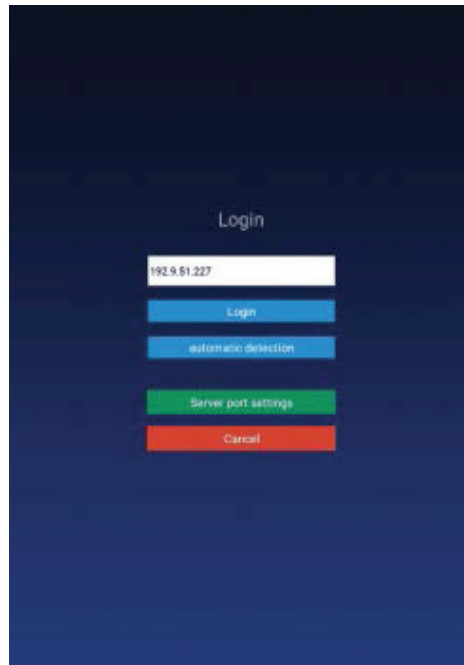 Login
192.9.51.227
Login
automatic detection
Server port settings
Cancel